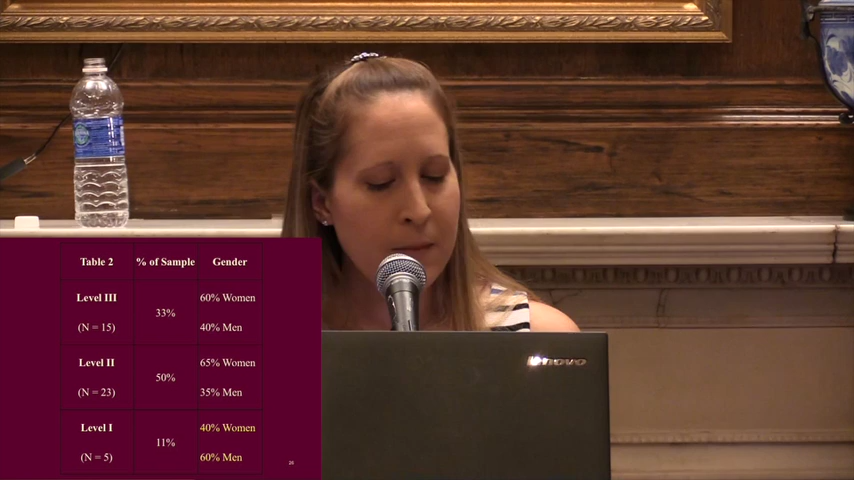 Table 2 % of Sample Gender
Level III
(N = 15)
33%
60% Women
40% Men
Level II
(N = 23)
50%
65% Women
35% Men
Level I
(N = 5)
11%
40% Women
60% Men
lenovo